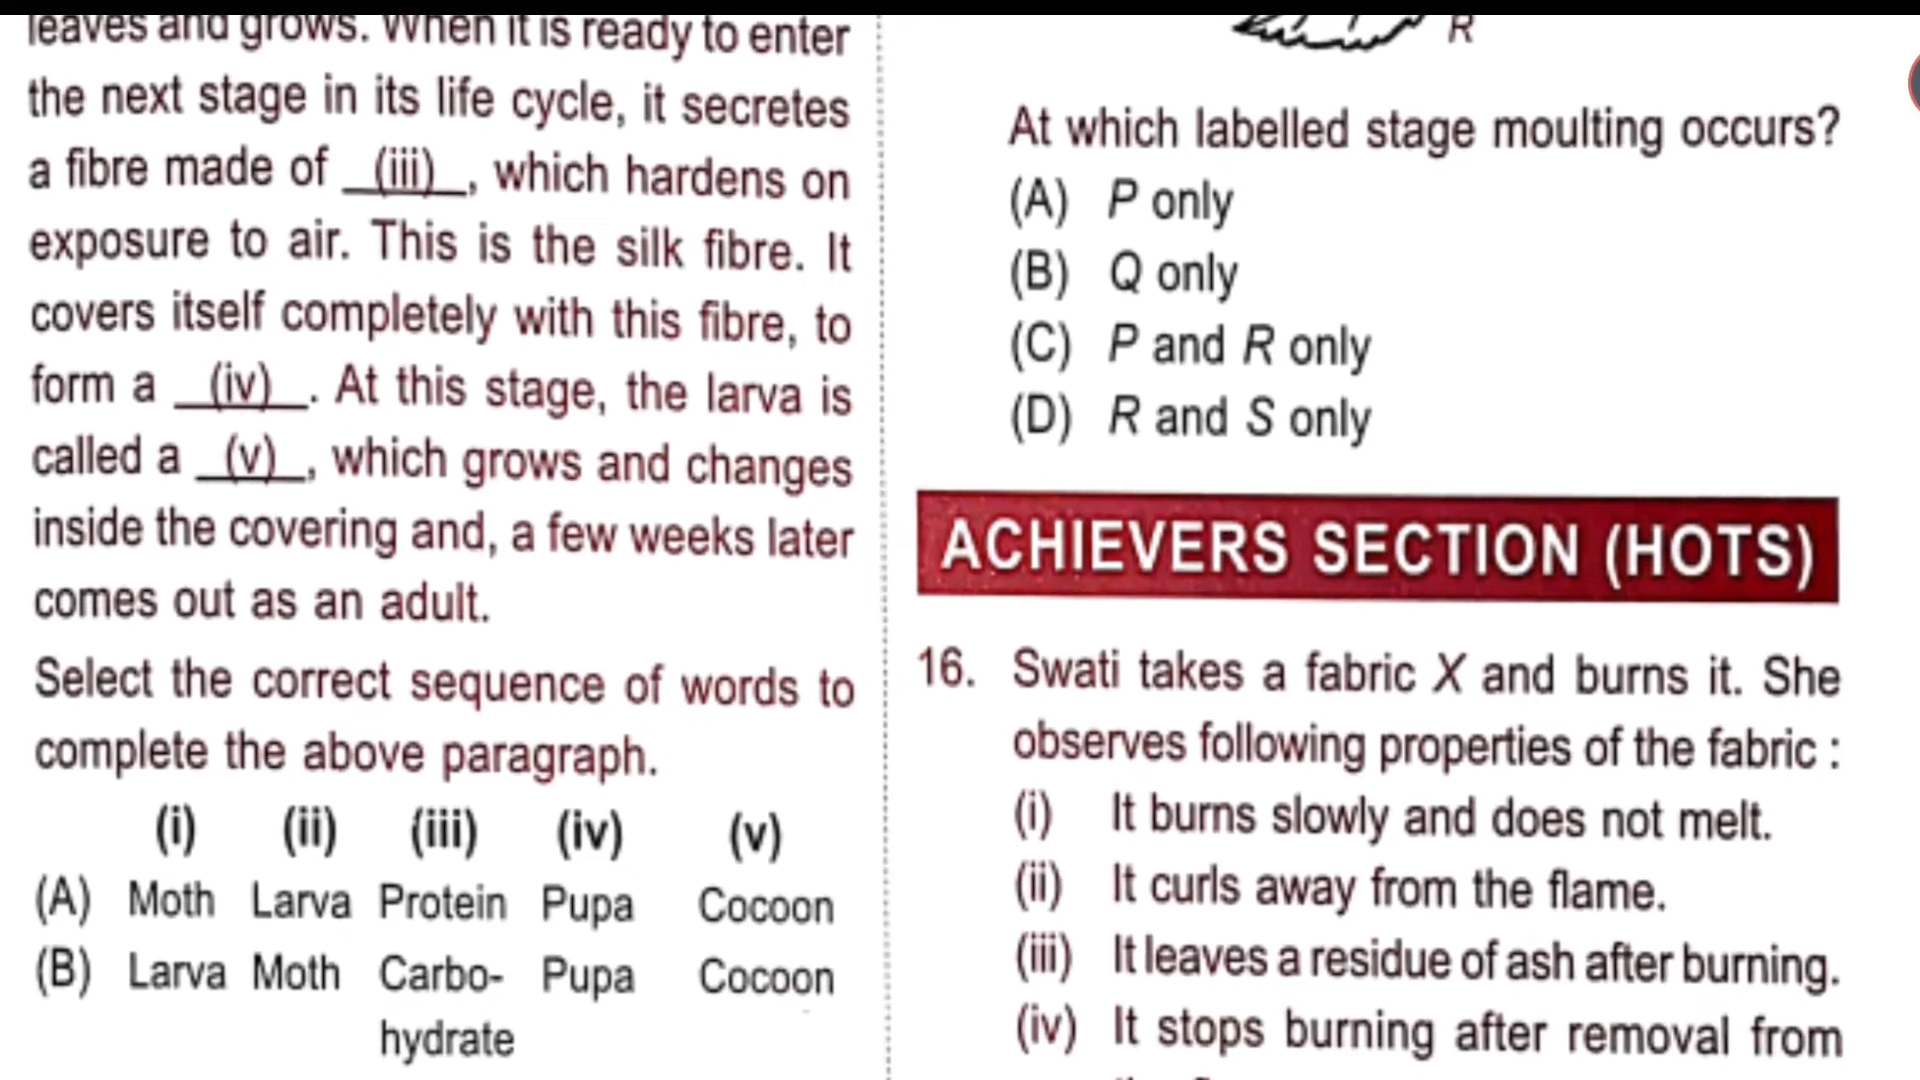 leaves and grows. When it is ready to enter
the next stage in its life cycle, it secretes
a fibre made of (iii), which hardens on
exposure to air. This is the silk fibre. It
covers itself completely with this fibre, to
form a (iv). At this stage, the larva is
called a (v), which grows and changes
inside the covering and, a few weeks later
comes out as an adult.
Select the correct sequence of words to
complete the above paragraph.
(i) (ii) (iii) (iv) (v)
(A) Moth Larva Protein Pupa Cocoon
(B) Larva Moth Carbo- Pupa Cocoon
hydrate
R
At which labelled stage moulting occurs?
(A) P only
(B) Q only
(C) P and R only
(D) R and S only
ACHIEVERS SECTION (HOTS)
16. Swati takes a fabric X and burns it. She
observes following properties of the fabric :
(i) It burns slowly and does not melt.
(ii) It curls away from the flame.
(iii) It leaves a residue of ash after burning.
(iv) It stops burning after removal from